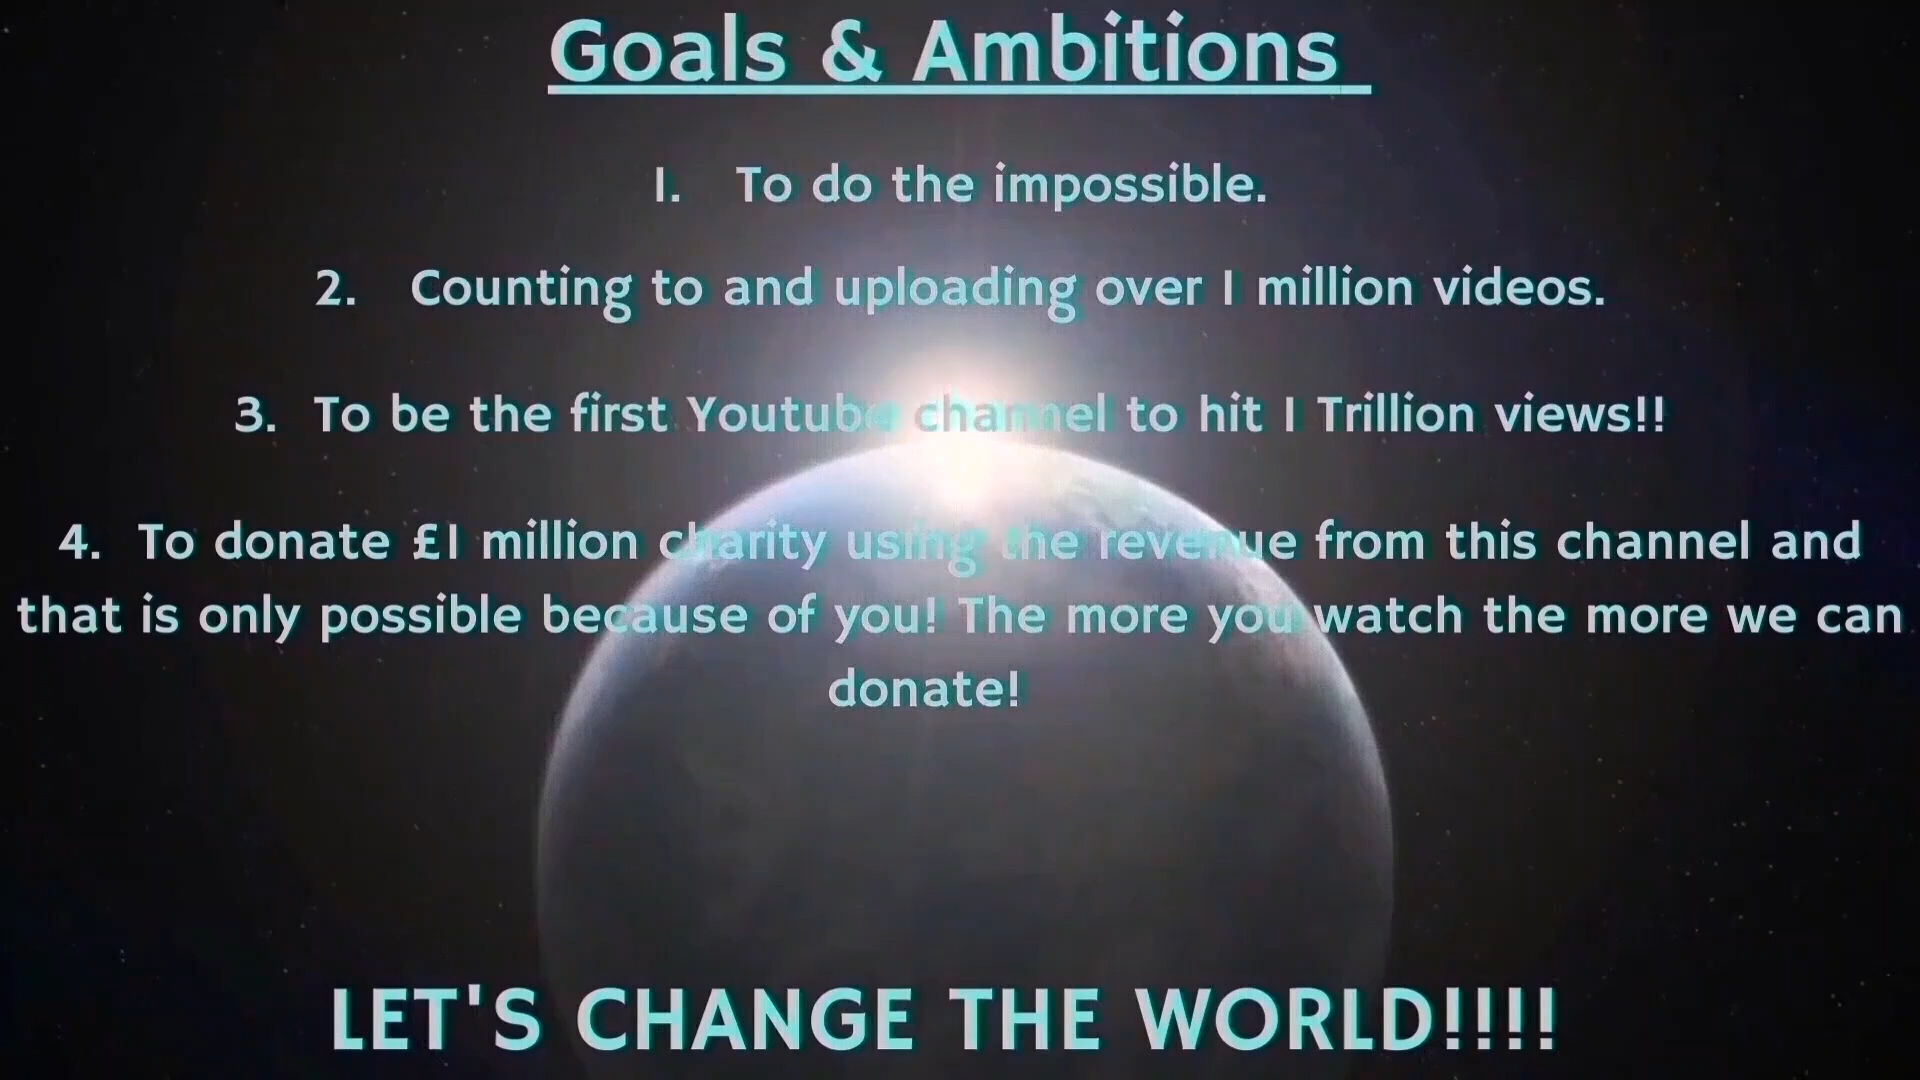 Goals & Ambitions
1. To do the impossible.
2. Counting to and uploading over 1 million videos.
3. To be the first Youtube channel to hit 1 Trillion views!!
4. To donate £1 million charity using the revenue from this channel and
that is only possible because of you! The more you watch the more we can
donate!
LET'S CHANGE THE WORLD!!!!